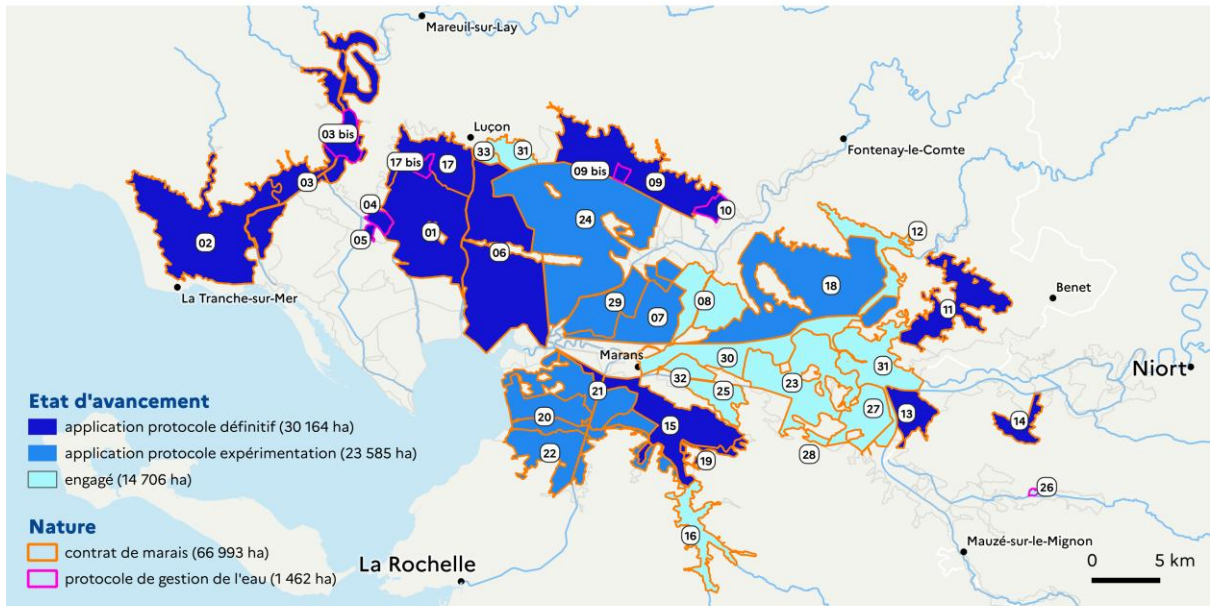 Mareuil-sur-Lay
03 bis
Luçon
33
31
17 bis
17
Fontenay-le-Comte
09 bis
09
03
04
10
24
01
05
02
12
06
La Tranche-sur-Mer
18
Benet
29
08
11
07
Marans
30
31
Niort
32
23
21
25
27
20
13
14
15
22
19
28
26
16
Etat d'avancement
application protocole définitif (30 164 ha)
application protocole expérimentation (23 585 ha)
engagé (14 706 ha)
Nature
contrat de marais (66 993 ha)
protocole de gestion de l'eau (1 462 ha)
La Rochelle
Mauzé-sur-le-Mignon
0 5 km